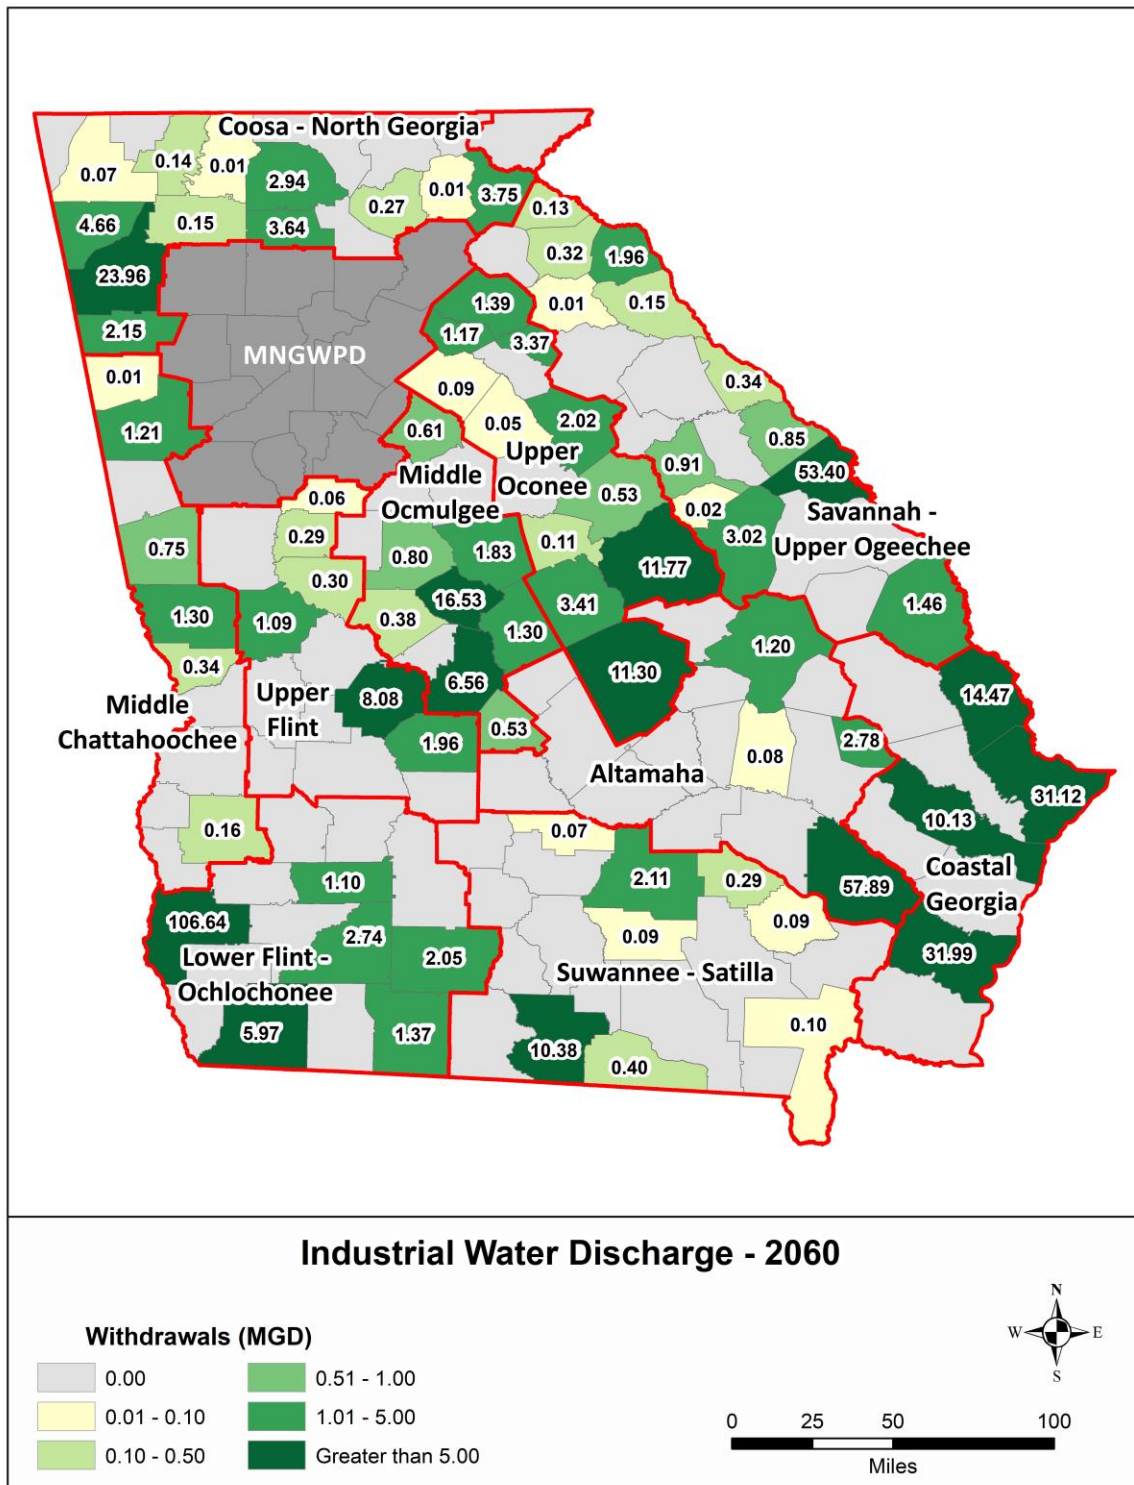 Coosa - North Georgia
0.14
0.01
0.07
2.94
0.01
3.75
0.27
0.13
4.66
0.15
3.64
0.32
1.96
23.96
1.39
0.01
0.15
2.15
1.17
3.37
MNGWPD
0.01
0.09
0.34
0.05
2.02
1.21
0.61
0.85
Upper
Oconee
0.91
53.40
Middle
Ocmulgee
0.06
0.53
0.02
Savannah -
Upper Ogeechee
0.29
0.75
0.80
1.83
0.11
3.02
0.30
11.77
16.53
3.41
1.46
1.30
1.09
0.38
1.30
1.20
0.34
11.30
6.56
14.47
8.08
Middle
Chattahoochee
Upper
Flint
0.53
1.96
2.78
0.08
Altamaha
31.12
10.13
0.16
0.07
Coastal
Georgia
1.10
2.11
0.29
57.89
106.64
2.74
0.09
0.09
Lower Flint -
Ochlochonee
2.05
31.99
Suwannee - Satilla
5.97
1.37
0.10
10.38
0.40
Industrial Water Discharge - 2060
Withdrawals (MGD)
0.00
0.01 - 0.10
0.10 - 0.50
0.51 - 1.00
1.01 - 5.00
Greater than 5.00
N
W E
S
0 25 50 100
Miles